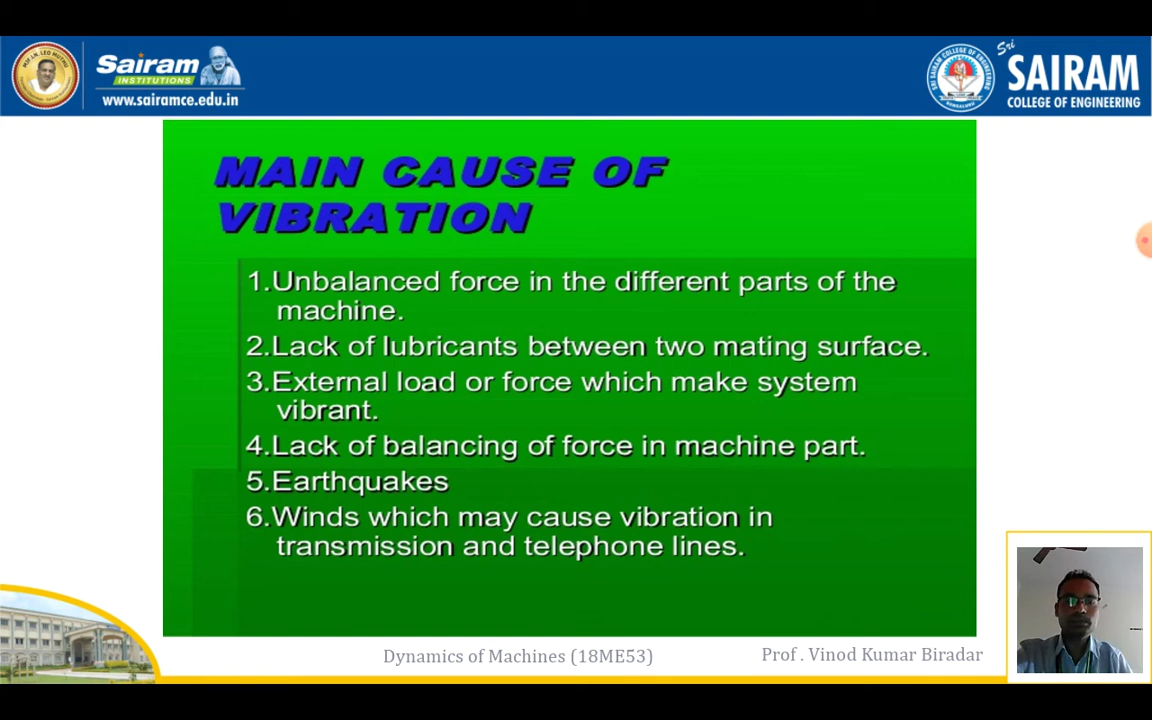 Sairam
INSTITUTIONS
www.sairamce.edu.in
Sri
SAIRAM
COLLEGE OF ENGINEERING
MAIN CAUSE OF
VIBRATION
1.Unbalanced force in the different parts of the
machine.
2.Lack of lubricants between two mating surface.
3.External load or force which make system
vibrant.
4.Lack of balancing of force in machine part.
5.Earthquakes
6.Winds which may cause vibration in
transmission and telephone lines.
Dynamics of Machines (18ME53)
Prof . Vinod Kumar Biradar